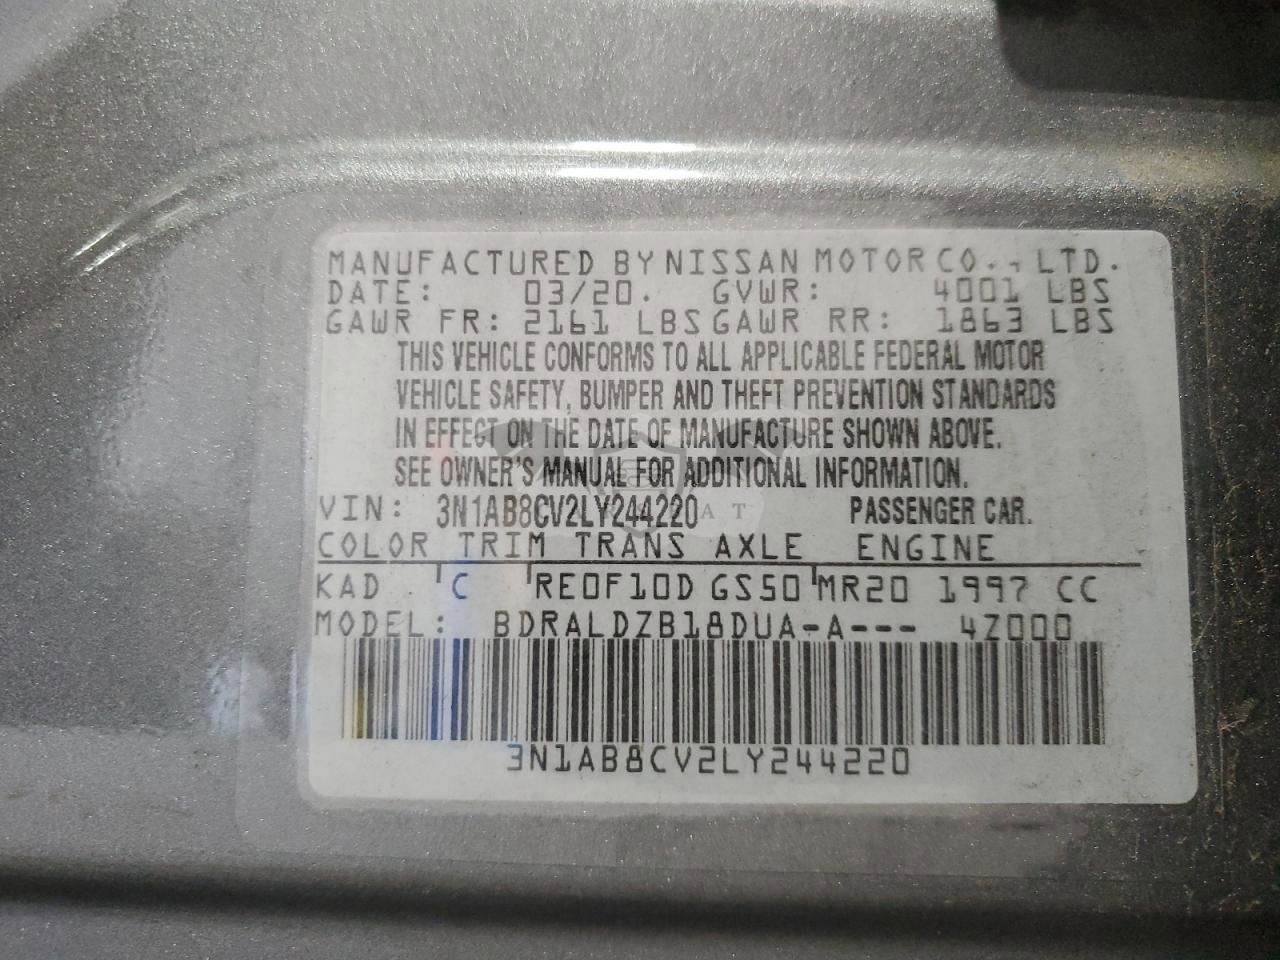 MANUFACTURED BY NISSAN MOTOR CO., LTD.
DATE: 03/20. GVWR: 4001 LBS
GAWR FR: 2161 LBS GAWR RR: 1863 LBS
THIS VEHICLE CONFORMS TO ALL APPLICABLE FEDERAL MOTOR
VEHICLE SAFETY, BUMPER AND THEFT PREVENTION STANDARDS
IN EFFECT ON THE DATE OF MANUFACTURE SHOWN ABOVE.
SEE OWNER'S MANUAL FOR ADDITIONAL INFORMATION.
VIN: 3N1AB8CV2LY244220 PASSENGER CAR.
COLOR TRIM TRANS AXLE ENGINE
KAD C RE0F10D GS50 MR20 1997 CC
MODEL: BDRALDZB18DUA-A--- 4Z000
3N1AB8CV2LY244220